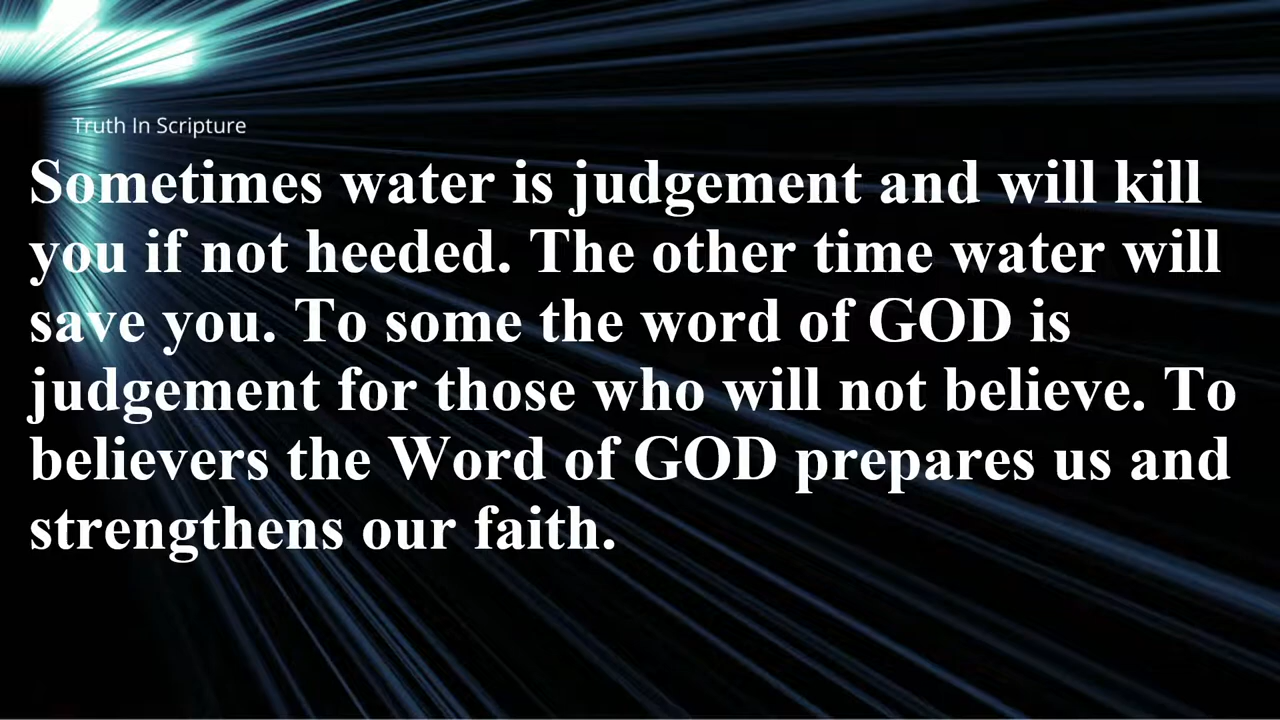 Truth In Scripture
Sometimes water is judgement and will kill
you if not heeded. The other time water will
save you. To some the word of GOD is
judgement for those who will not believe. To
believers the Word of GOD prepares us and
strengthens our faith.